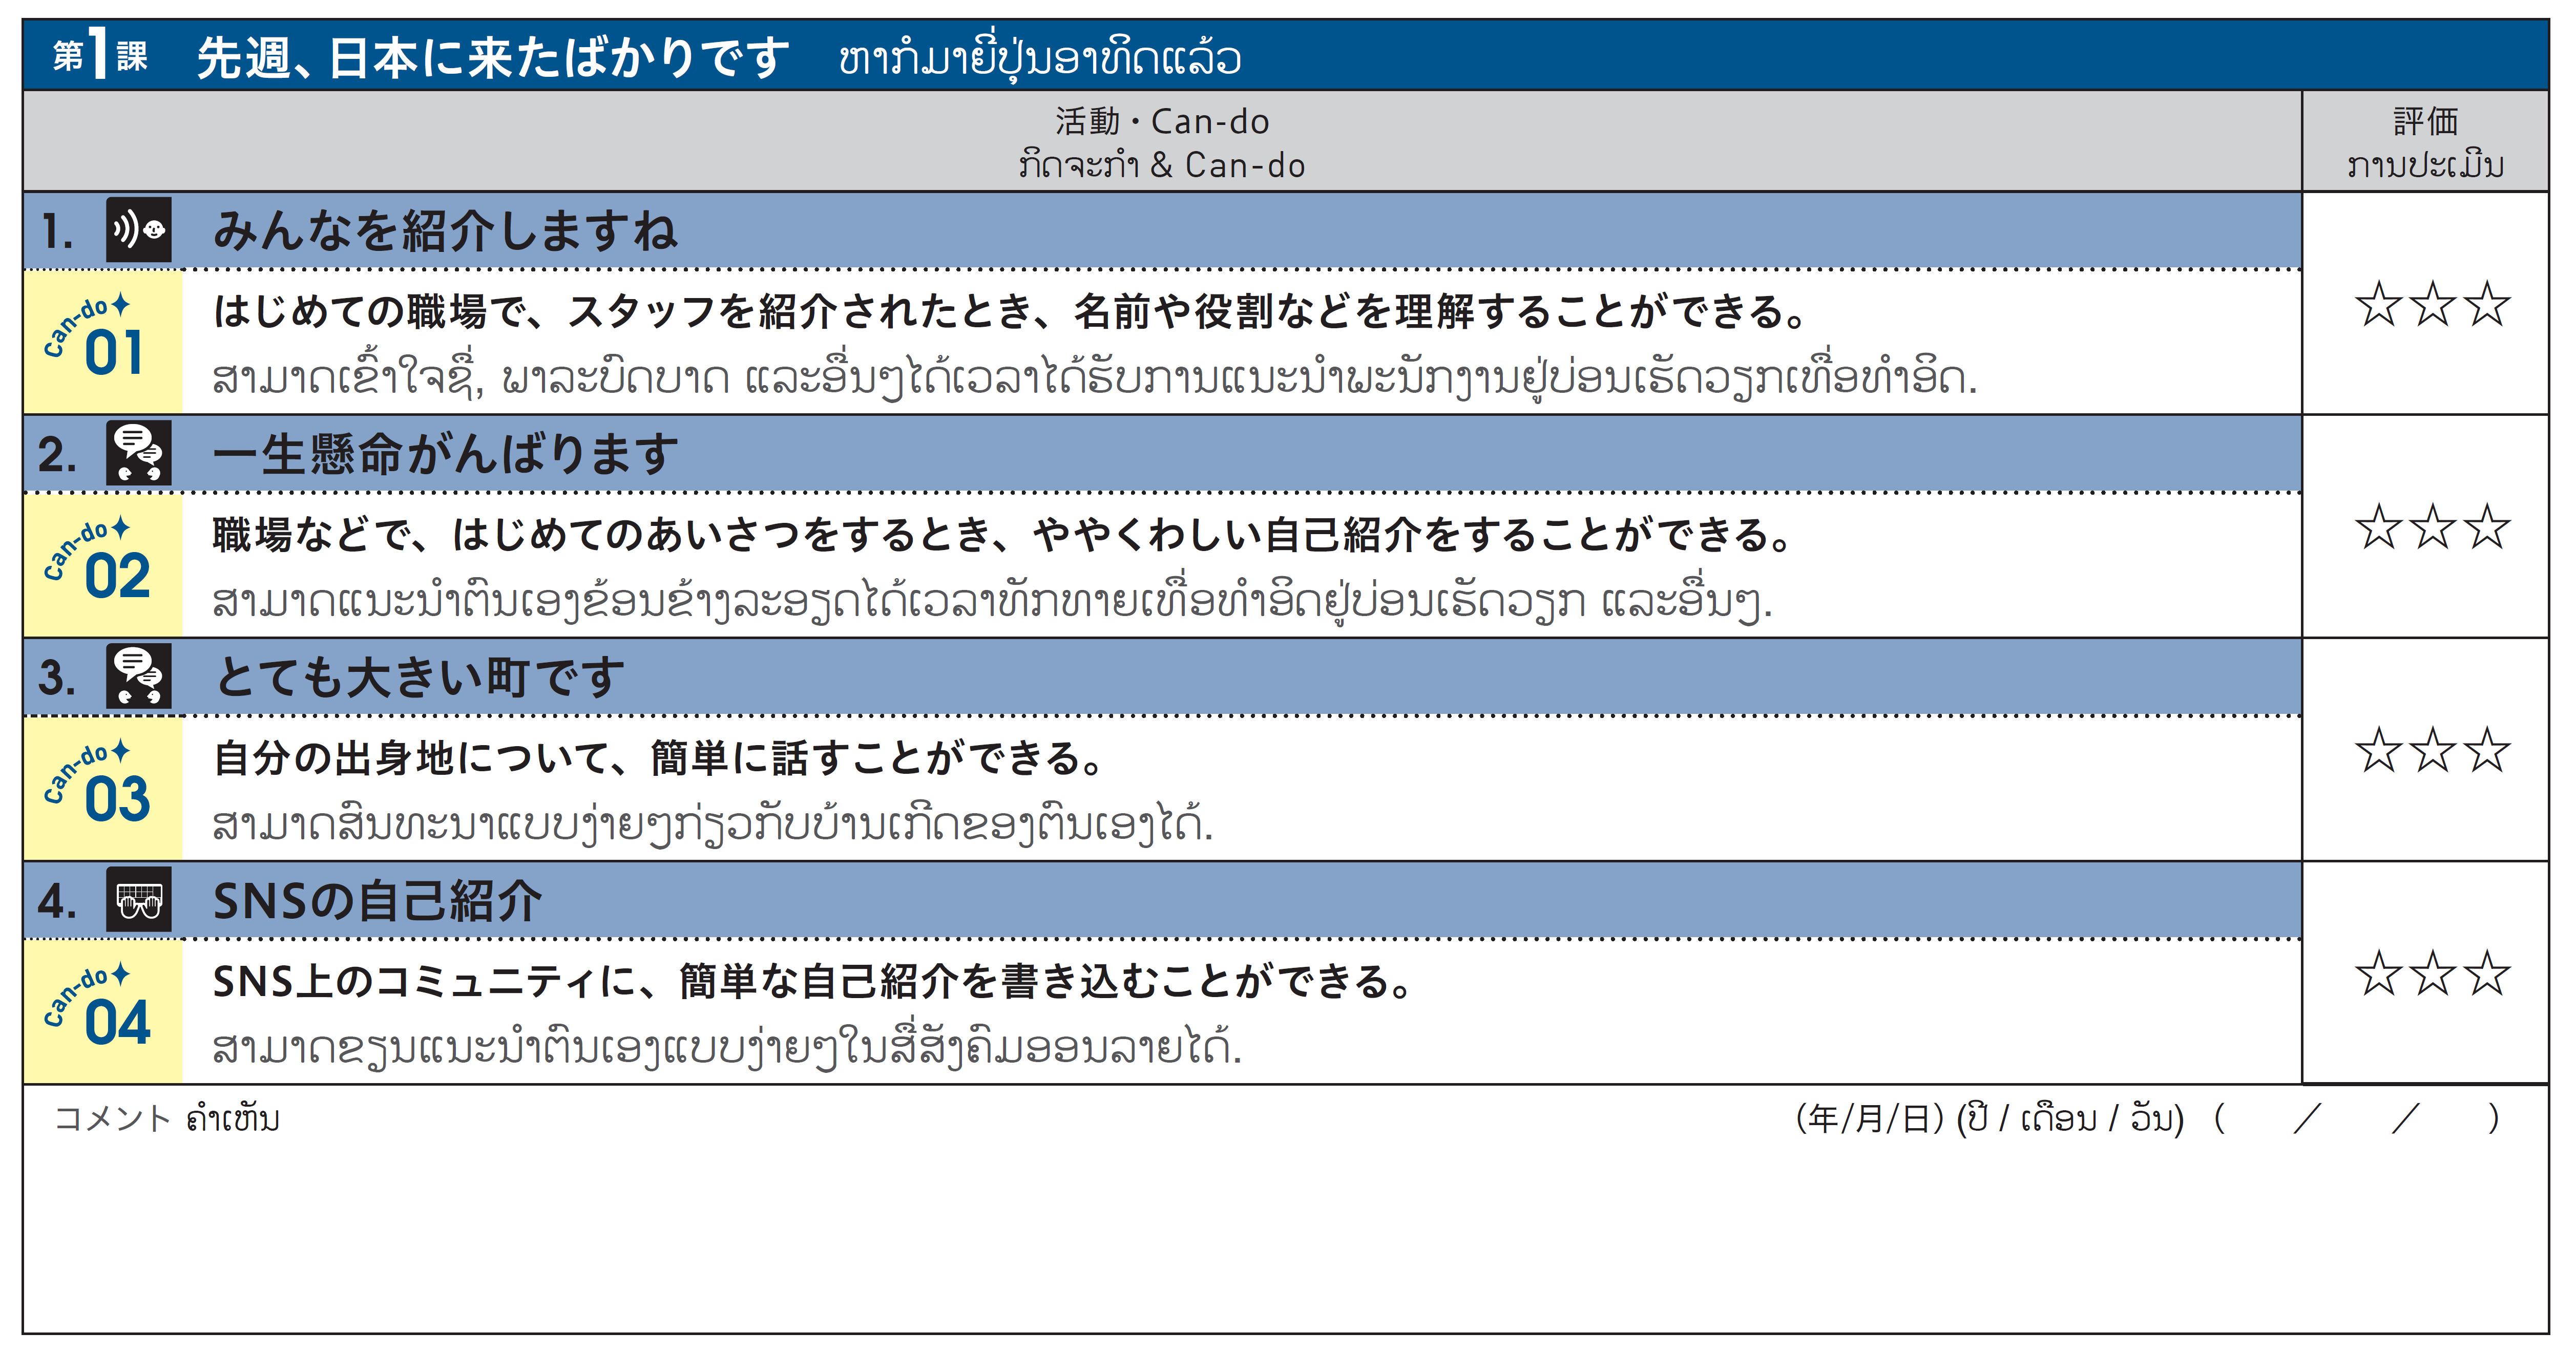 第1課 先週、日本に来たばかりです ຫາກໍມາຍີ່ປຸ່ນອາທິດແລ້ວ
活動・Can-do
ກິດຈະກຳ & Can-do
評価
ການປະເມີນ
1. みんなを紹介しますね
Can-do 01
はじめての職場で、スタッフを紹介されたとき、名前や役割などを理解することができる。
ສາມາດເຂົ້າໃຈຊື່, ພາລະບົດບາດ ແລະອື່ນໆໄດ້ເວລາໄດ້ຮັບການແນະນຳພະນັກງານຢູ່ບ່ອນເຮັດວຽກເທື່ອທຳອິດ.
☆☆☆
2. 一生懸命がんばります
Can-do 02
職場などで、はじめてのあいさつをするとき、ややくわしい自己紹介をすることができる。
ສາມາດແນະນຳຕົນເອງຂ້ອນຂ້າງລະອຽດໄດ້ເວລາທັກທາຍເທື່ອທຳອິດຢູ່ບ່ອນເຮັດວຽກ ແລະອື່ນໆ.
☆☆☆
3. とても大きい町です
Can-do 03
自分の出身地について、簡単に話すことができる。
ສາມາດສົນທະນາແບບງ່າຍໆກ່ຽວກັບບ້ານເກີດຂອງຕົນເອງໄດ້.
☆☆☆
4. SNSの自己紹介
Can-do 04
SNS上のコミュニティに、簡単な自己紹介を書き込むことができる。
ສາມາດຂຽນແນະນຳຕົນເອງແບບງ່າຍໆໃນສື່ສັງຄົມອອນລາຍໄດ້.
☆☆☆
コメント ຄຳເຫັນ
（年/月/日）(ປີ / ເດືອນ / ວັນ) （ ／ ／ ）